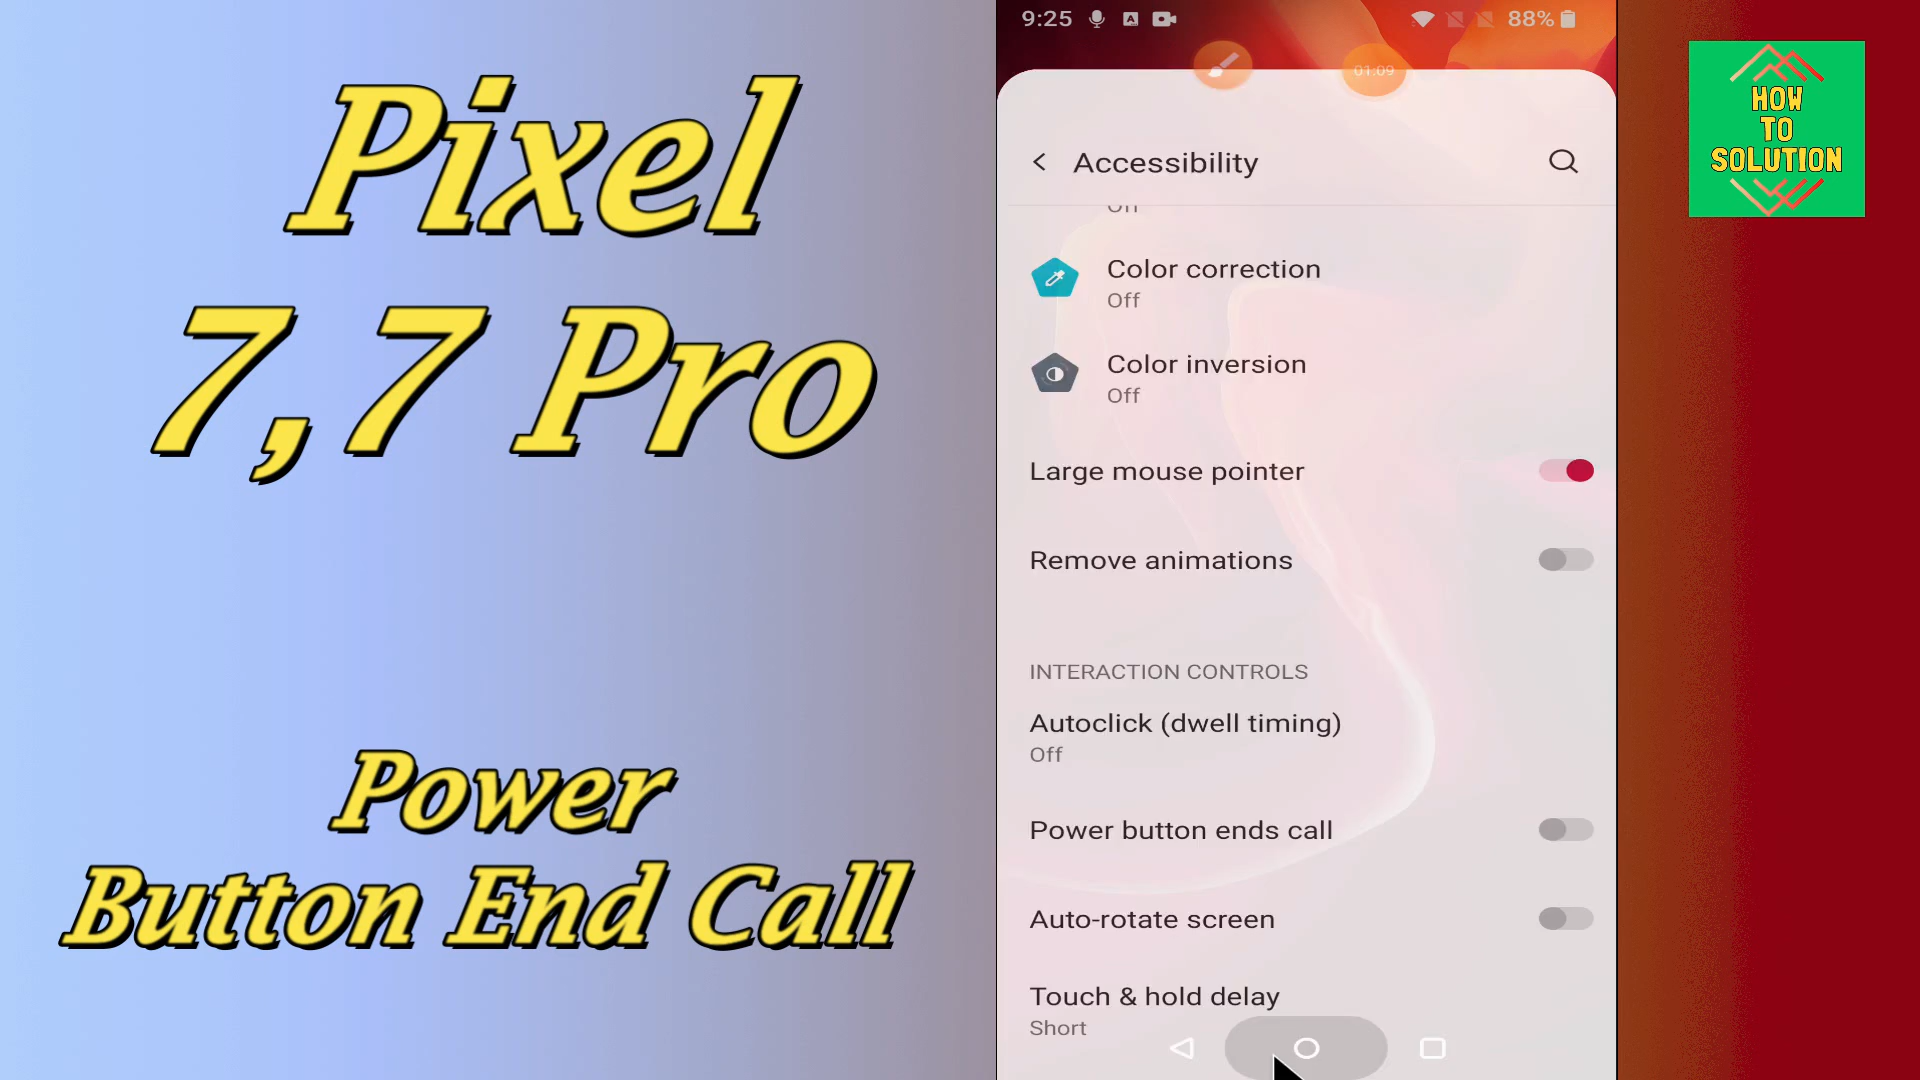 Pixel
7,7 Pro
Power
Button End Call
9:25
88%
01:09
Accessibility
Color correction
Off
Color inversion
Off
Large mouse pointer
Remove animations
INTERACTION CONTROLS
Autoclick (dwell timing)
Off
Power button ends call
Auto-rotate screen
Touch & hold delay
Short
HOW
TO
SOLUTION